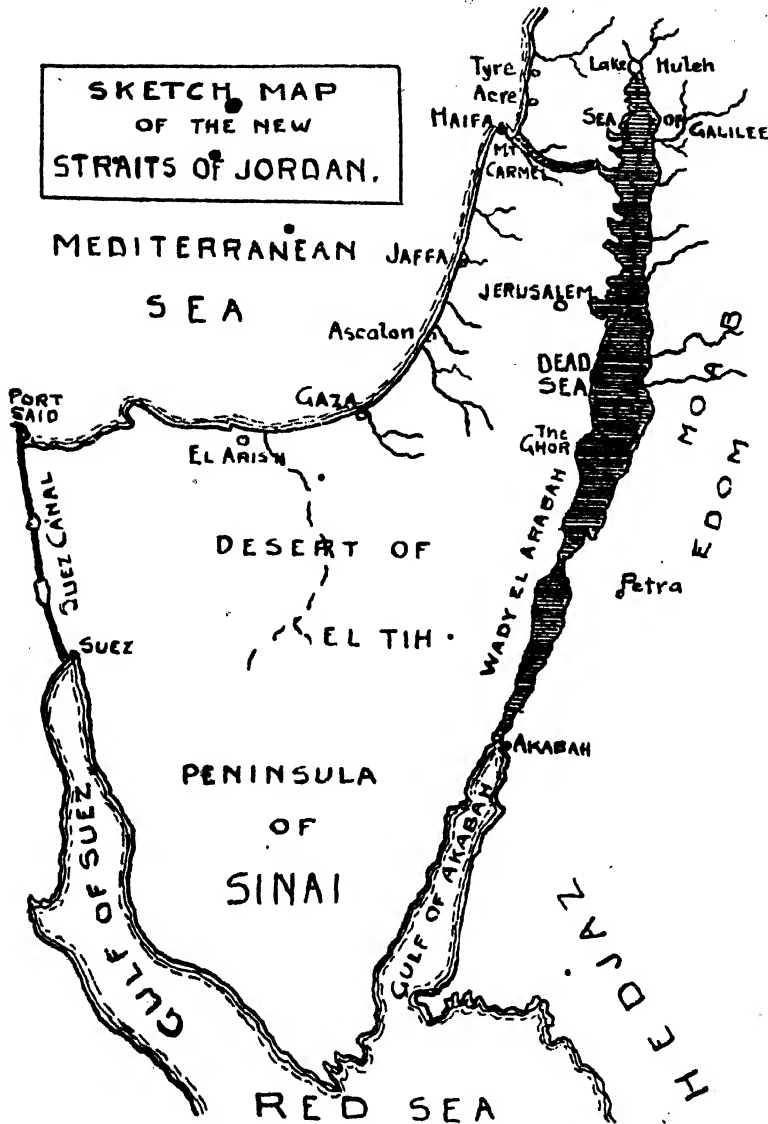 SKETCH MAP
OF THE NEW
STRAITS OF JORDAN.
Tyre
Acre
HAIFA
MT
CARMEL
Lake Huleh
SEA OF GALILEE
MEDITERRANEAN
SEA
JAFFA
JERUSALEM
Ascalon
DEAD
SEA
MOAB
PORT
SAID
GAZA
EL ARISH
The
GHOR
EDOM
SUEZ CANAL
DESERT OF
EL TIH.
WADY EL ARABAH
Petra
SUEZ
AKABAH
PENINSULA
OF
SINAI
GULF OF SUEZ
GULF OF AKABAH
HEDJAZ
RED SEA